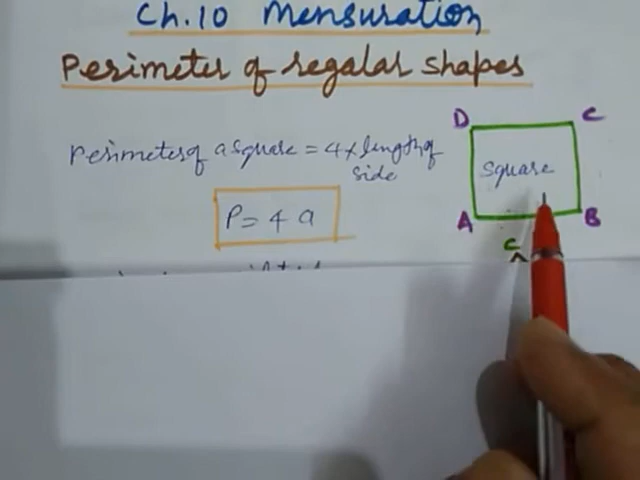 Ch.10 Mensuration
Perimeter of regalar shapes
Perimeter of a square = 4 x length of
side
P = 4 a
D
C
Square
A
B
C